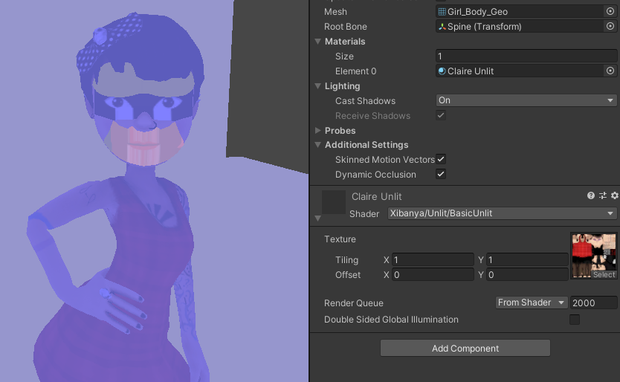 Mesh Girl_Body_Geo
Root Bone Spine (Transform)
Materials
Size 1
Element 0 Claire Unlit
Lighting
Cast Shadows On
Receive Shadows
Probes
Additional Settings
Skinned Motion Vectors
Dynamic Occlusion
Claire Unlit
Shader Xibanya/Unlit/BasicUnlit
Texture
Tiling X 1 Y 1
Offset X 0 Y 0
Select
Render Queue From Shader 2000
Double Sided Global Illumination
Add Component